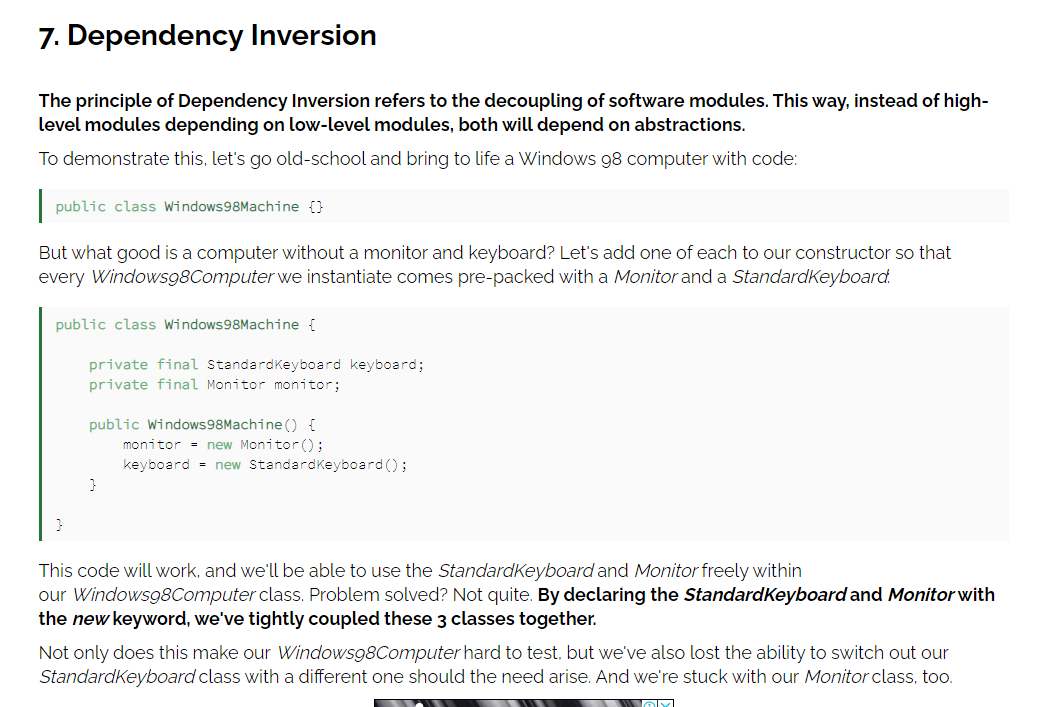 7. Dependency Inversion
The principle of Dependency Inversion refers to the decoupling of software modules. This way, instead of high-
level modules depending on low-level modules, both will depend on abstractions.
To demonstrate this, let's go old-school and bring to life a Windows 98 computer with code:
public class Windows98Machine {}
But what good is a computer without a monitor and keyboard? Let's add one of each to our constructor so that
every Windows98Computer we instantiate comes pre-packed with a Monitor and a StandardKeyboard:
public class Windows98Machine {
private final StandardKeyboard keyboard;
private final Monitor monitor;
public Windows98Machine() {
monitor = new Monitor();
keyboard = new StandardKeyboard();
}
}
This code will work, and we'll be able to use the StandardKeyboard and Monitor freely within
our Windows98Computer class. Problem solved? Not quite. By declaring the StandardKeyboard and Monitor with
the new keyword, we've tightly coupled these 3 classes together.
Not only does this make our Windows98Computer hard to test, but we've also lost the ability to switch out our
StandardKeyboard class with a different one should the need arise. And we're stuck with our Monitor class, too.